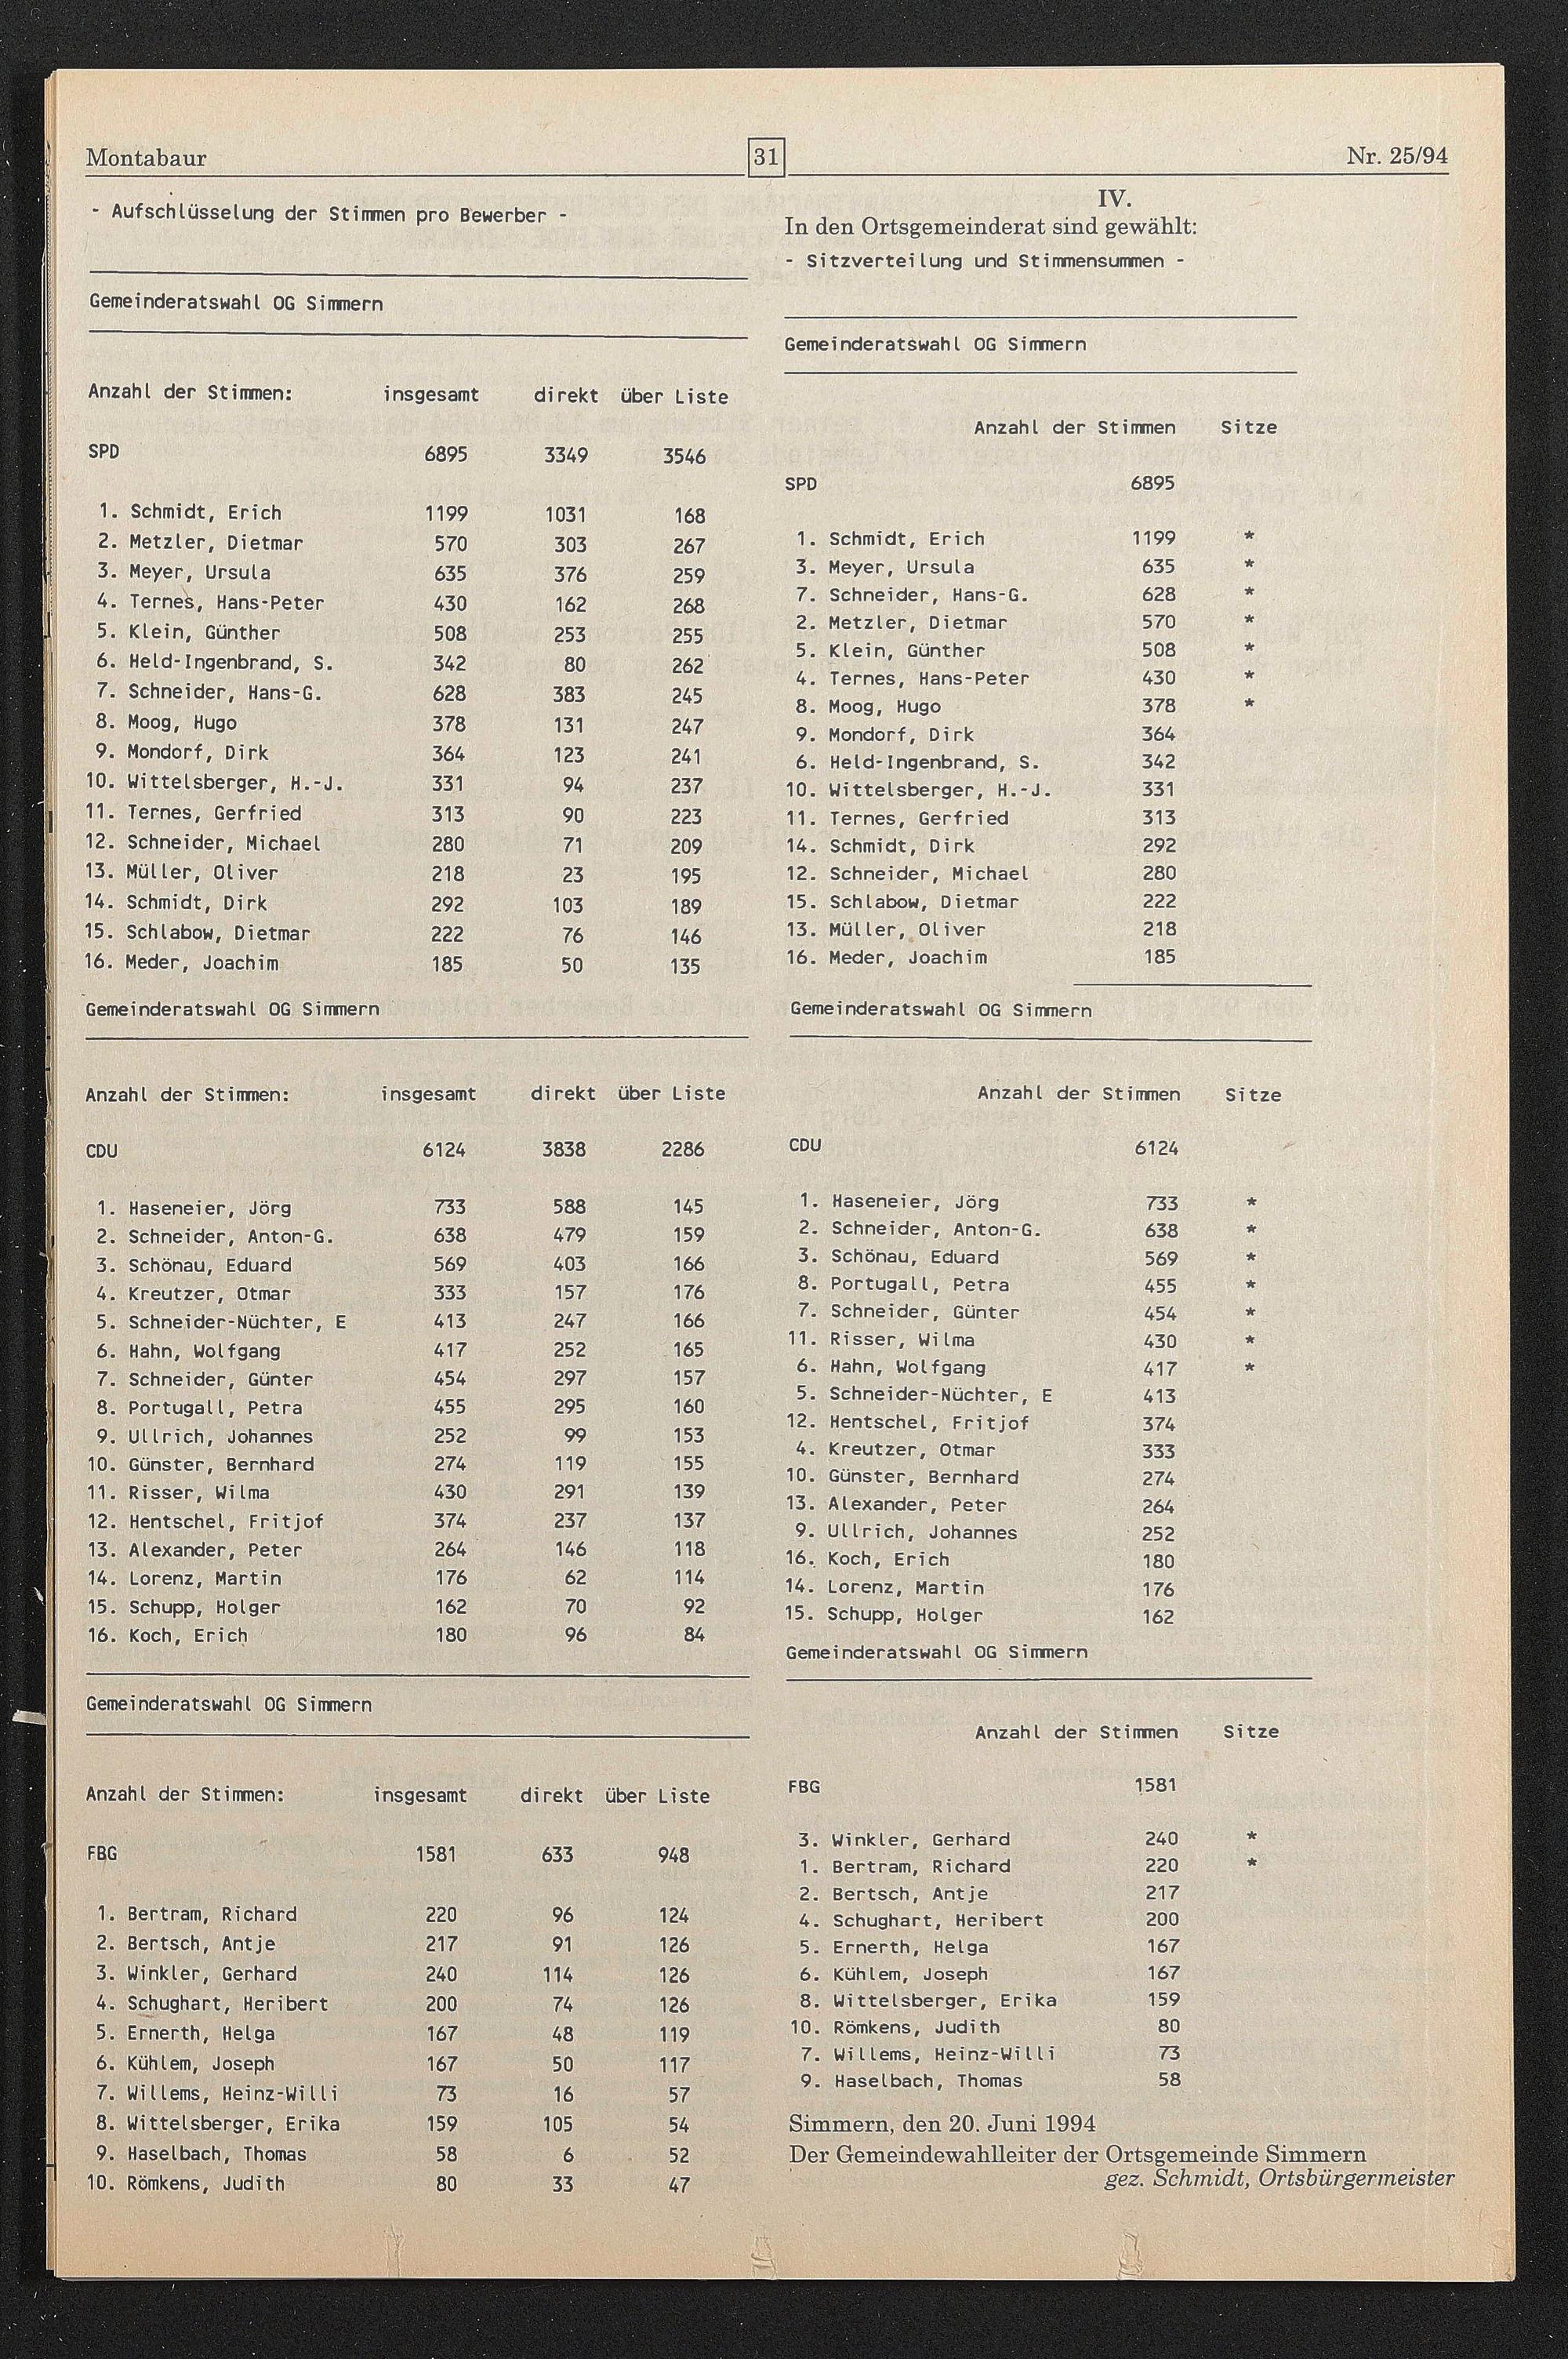 Montabaur 31 Nr. 25/94
- Aufschlüsselung der Stimmen pro Bewerber -
Gemeinderatswahl OG Simmern
Anzahl der Stimmen: insgesamt direkt über Liste
SPD 6895 3349 3546
1. Schmidt, Erich 1199 1031 168
2. Metzler, Dietmar 570 303 267
3. Meyer, Ursula 635 376 259
4. Ternes, Hans-Peter 430 162 268
5. Klein, Günther 508 253 255
6. Held-Ingenbrand, S. 342 80 262
7. Schneider, Hans-G. 628 383 245
8. Moog, Hugo 378 131 247
9. Mondorf, Dirk 364 123 241
10. Wittelsberger, H.-J. 331 94 237
11. Ternes, Gerfried 313 90 223
12. Schneider, Michael 280 71 209
13. Müller, Oliver 218 23 195
14. Schmidt, Dirk 292 103 189
15. Schlabow, Dietmar 222 76 146
16. Meder, Joachim 185 50 135
Gemeinderatswahl OG Simmern
Anzahl der Stimmen: insgesamt direkt über Liste
CDU 6124 3838 2286
1. Haseneier, Jörg 733 588 145
2. Schneider, Anton-G. 638 479 159
3. Schönau, Eduard 569 403 166
4. Kreutzer, Otmar 333 157 176
5. Schneider-Nüchter, E 413 247 166
6. Hahn, Wolfgang 417 252 165
7. Schneider, Günter 454 297 157
8. Portugall, Petra 455 295 160
9. Ullrich, Johannes 252 99 153
10. Günster, Bernhard 274 119 155
11. Risser, Wilma 430 291 139
12. Hentschel, Fritjof 374 237 137
13. Alexander, Peter 264 146 118
14. Lorenz, Martin 176 62 114
15. Schupp, Holger 162 70 92
16. Koch, Erich 180 96 84
Gemeinderatswahl OG Simmern
Anzahl der Stimmen: insgesamt direkt über Liste
FBG 1581 633 948
1. Bertram, Richard 220 96 124
2. Bertsch, Antje 217 91 126
3. Winkler, Gerhard 240 114 126
4. Schughart, Heribert 200 74 126
5. Ernerth, Helga 167 48 119
6. Kühlem, Joseph 167 50 117
7. Willems, Heinz-Willi 73 16 57
8. Wittelsberger, Erika 159 105 54
9. Haselbach, Thomas 58 6 52
10. Römkens, Judith 80 33 47
IV.
In den Ortsgemeinderat sind gewählt:
- Sitzverteilung und Stimmensummen -
Gemeinderatswahl OG Simmern
Anzahl der Stimmen Sitze
SPD 6895
1. Schmidt, Erich 1199 *
3. Meyer, Ursula 635 *
7. Schneider, Hans-G. 628 *
2. Metzler, Dietmar 570 *
5. Klein, Günther 508 *
4. Ternes, Hans-Peter 430 *
8. Moog, Hugo 378 *
9. Mondorf, Dirk 364
6. Held-Ingenbrand, S. 342
10. Wittelsberger, H.-J. 331
11. Ternes, Gerfried 313
14. Schmidt, Dirk 292
12. Schneider, Michael 280
15. Schlabow, Dietmar 222
13. Müller, Oliver 218
16. Meder, Joachim 185
Gemeinderatswahl OG Simmern
Anzahl der Stimmen Sitze
CDU 6124
1. Haseneier, Jörg 733 *
2. Schneider, Anton-G. 638 *
3. Schönau, Eduard 569 *
8. Portugall, Petra 455 *
7. Schneider, Günter 454 *
11. Risser, Wilma 430 *
6. Hahn, Wolfgang 417 *
5. Schneider-Nüchter, E 413
12. Hentschel, Fritjof 374
4. Kreutzer, Otmar 333
10. Günster, Bernhard 274
13. Alexander, Peter 264
9. Ullrich, Johannes 252
16. Koch, Erich 180
14. Lorenz, Martin 176
15. Schupp, Holger 162
Gemeinderatswahl OG Simmern
Anzahl der Stimmen Sitze
FBG 1581
3. Winkler, Gerhard 240 *
1. Bertram, Richard 220 *
2. Bertsch, Antje 217
4. Schughart, Heribert 200
5. Ernerth, Helga 167
6. Kühlem, Joseph 167
8. Wittelsberger, Erika 159
10. Römkens, Judith 80
7. Willems, Heinz-Willi 73
9. Haselbach, Thomas 58
Simmern, den 20. Juni 1994
Der Gemeindewahlleiter der Ortsgemeinde Simmern
gez. Schmidt, Ortsbürgermeister